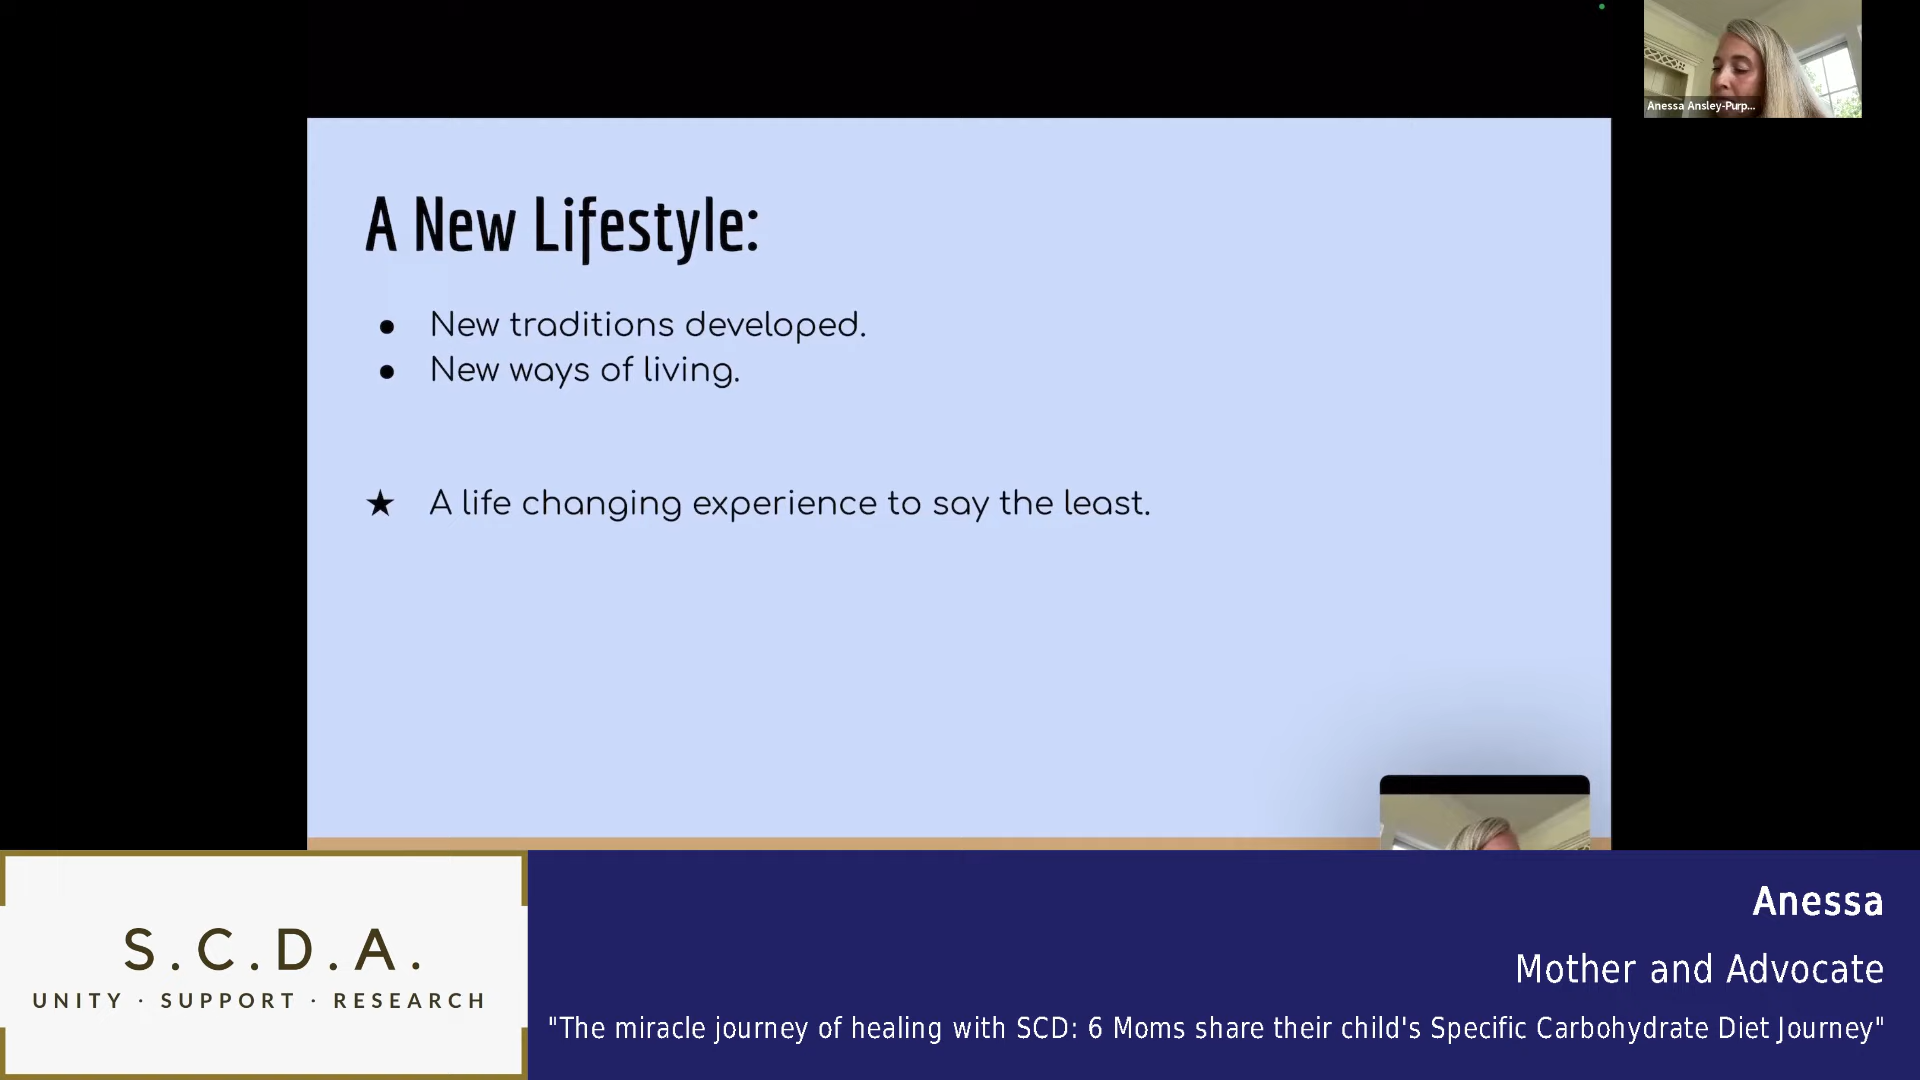 Anessa Ansley-Purp...
A New Lifestyle:
● New traditions developed.
● New ways of living.
★ A life changing experience to say the least.
S.C.D.A.
UNITY · SUPPORT · RESEARCH
Anessa
Mother and Advocate
"The miracle journey of healing with SCD: 6 Moms share their child's Specific Carbohydrate Diet Journey"